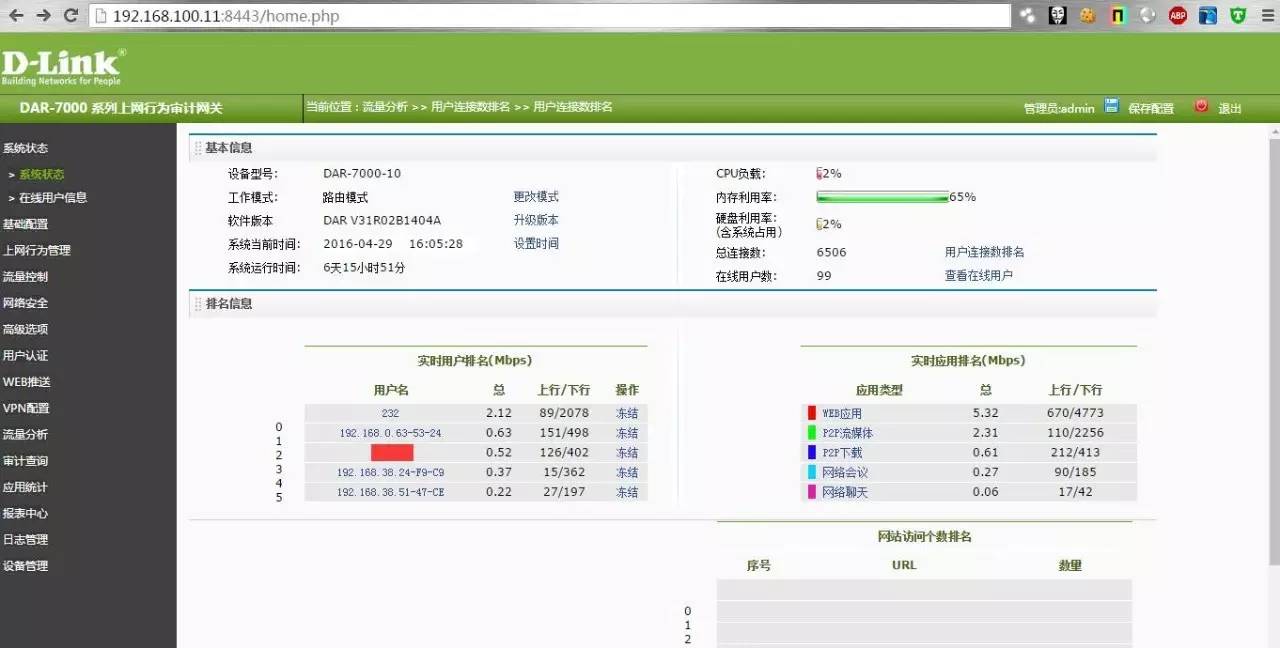 192.168.100.11:8443/home.php
ABP
D-Link®
Building Networks for People
DAR-7000 系列上网行为审计网关
当前位置：流量分析 >> 用户连接数排名 >> 用户连接数排名
管理员:admin 保存配置 退出
系统状态
> 系统状态
> 在线用户信息
基础配置
上网行为管理
流量控制
网络安全
高级选项
用户认证
WEB推送
VPN配置
流量分析
审计查询
应用统计
报表中心
日志管理
设备管理
基本信息
设备型号： DAR-7000-10
工作模式： 路由模式 更改模式
软件版本 DAR V31R02B1404A 升级版本
系统当前时间： 2016-04-29 16:05:28 设置时间
系统运行时间： 6天15小时51分
CPU负载： 2%
内存利用率： 65%
硬盘利用率： 2%
(含系统占用)
总连接数： 6506 用户连接数排名
在线用户数： 99 查看在线用户
排名信息
实时用户排名(Mbps)
用户名 总 上行/下行 操作
232 2.12 89/2078 冻结
192.168.0.63-53-24 0.63 151/498 冻结
0.52 126/402 冻结
192.168.38.24-F9-C9 0.37 15/362 冻结
192.168.38.51-47-CE 0.22 27/197 冻结
0
1
2
3
4
5
实时应用排名(Mbps)
应用类型 总 上行/下行
WEB应用 5.32 670/4773
P2P流媒体 2.31 110/2256
P2P下载 0.61 212/413
网络会议 0.27 90/185
网络聊天 0.06 17/42
网站访问个数排名
序号 URL 数量
0
1
2